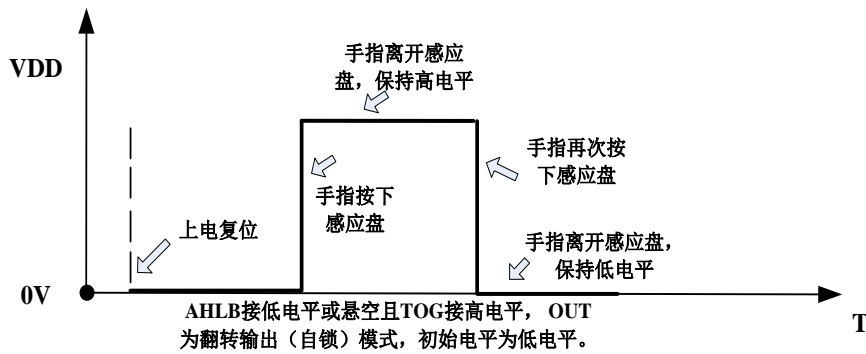 手指离开感应
盘，保持高电平
VDD
手指再次按
下感应盘
手指按下
感应盘
上电复位
手指离开感应盘，
保持低电平
0V
AHLB接低电平或悬空且TOG接高电平， OUT
为翻转输出（自锁）模式，初始电平为低电平。
T